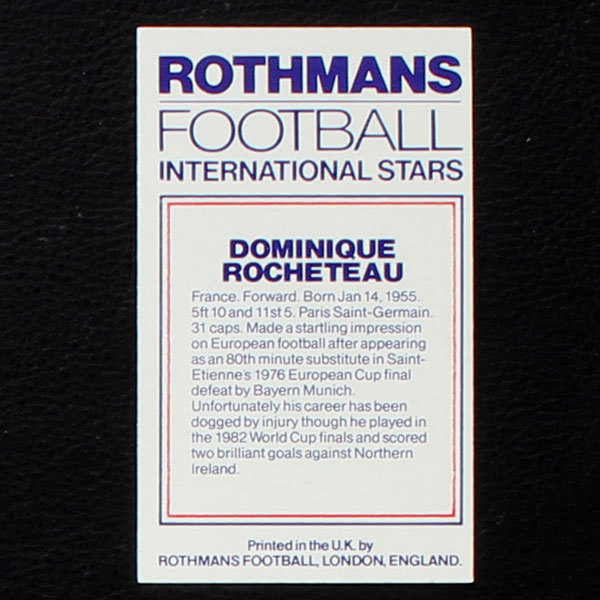 ROTHMANS
FOOTBALL
INTERNATIONAL STARS
DOMINIQUE
ROCHETEAU
France. Forward. Born Jan 14, 1955.
5ft 10 and 11st 5. Paris Saint-Germain.
31 caps. Made a startling impression
on European football after appearing
as an 80th minute substitute in Saint-
Etienne's 1976 European Cup final
defeat by Bayern Munich.
Unfortunately his career has been
dogged by injury though he played in
the 1982 World Cup finals and scored
two brilliant goals against Northern
Ireland.
Printed in the U.K. by
ROTHMANS FOOTBALL, LONDON, ENGLAND.